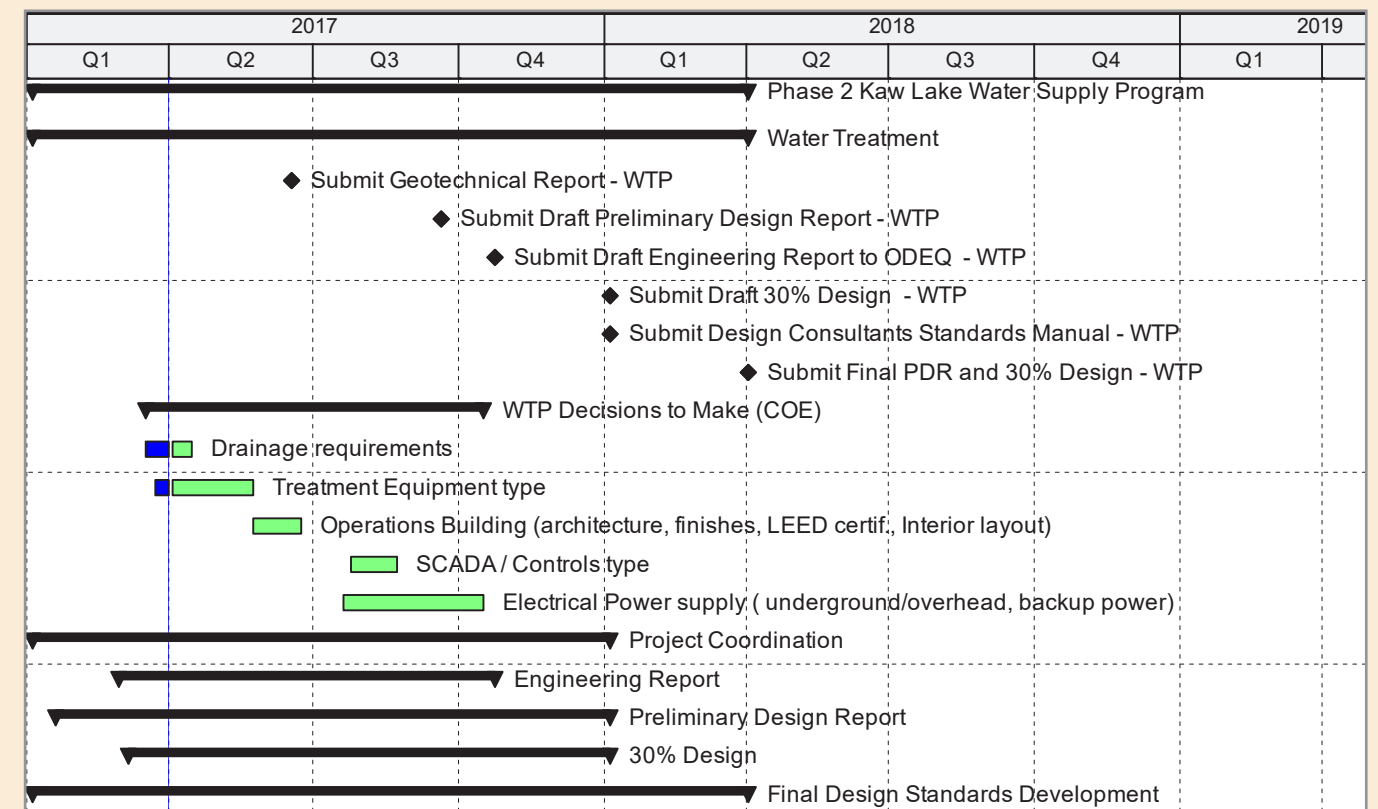 2017 2018 2019
Q1 Q2 Q3 Q4 Q1 Q2 Q3 Q4 Q1
Phase 2 Kaw Lake Water Supply Program
Water Treatment
Submit Geotechnical Report - WTP
Submit Draft Preliminary Design Report - WTP
Submit Draft Engineering Report to ODEQ - WTP
Submit Draft 30% Design - WTP
Submit Design Consultants Standards Manual - WTP
Submit Final PDR and 30% Design - WTP
WTP Decisions to Make (COE)
Drainage requirements
Treatment Equipment type
Operations Building (architecture, finishes, LEED certif., Interior layout)
SCADA / Controls type
Electrical Power supply ( underground/overhead, backup power)
Project Coordination
Engineering Report
Preliminary Design Report
30% Design
Final Design Standards Development